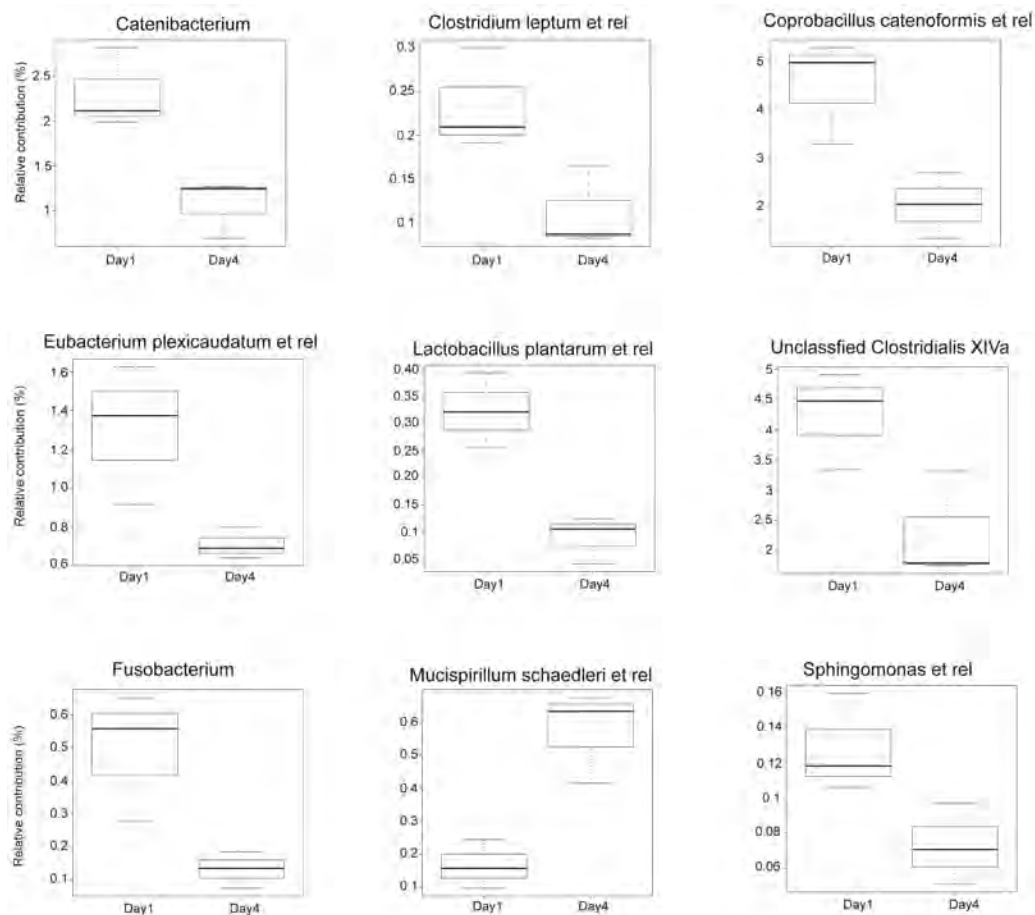 Catenibacterium
Clostridium leptum et rel
Coprobacillus catenoformis et rel
Relative contribution (%)
2.5
2
1.5
1
Day1
Day4
0.3
0.2
0.15
0.1
Day1
Day4
5
4
3
2
Day1
Day4
Eubacterium plexicaudatum et rel
Lactobacillus plantarum et rel
Unclassfied Clostridialis XIVa
Relative contribution (%)
1.6
1.4
1.2
1.0
0.8
0.6
Day1
Day4
0.40
0.35
0.30
0.25
0.20
0.15
0.1
0.05
Day1
Day4
5
4.5
4
3.5
3
2.5
2
Day1
Day4
Fusobacterium
Mucispirillum schaedleri et rel
Sphingomonas et rel
Relative contribution (%)
0.6
0.5
0.4
0.3
0.2
0.1
Day1
Day4
0.6
0.5
0.4
0.3
0.2
0.1
Day1
Day4
0.16
0.14
0.12
0.1
0.08
0.06
Day1
Day4